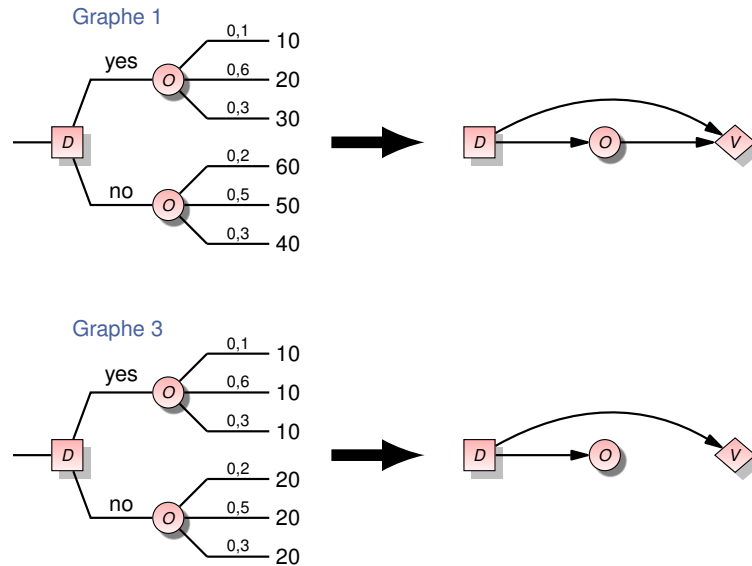 Graphe 1
yes
D
no
O
0,1 10
0,6 20
0,3 30
O
0,2 60
0,5 50
0,3 40
D O V
Graphe 3
yes
D
no
O
0,1 10
0,6 10
0,3 10
O
0,2 20
0,5 20
0,3 20
D O V